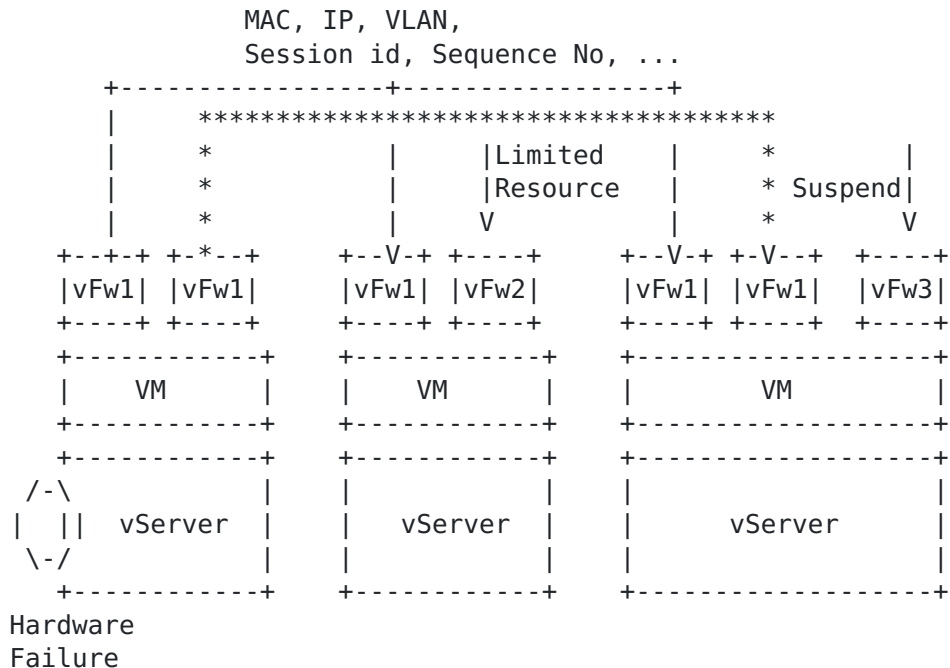 MAC, IP, VLAN,
Session id, Sequence No, ...
Limited
Resource
Suspend
V V V
V V
vFw1 vFw1 vFw1 vFw2 vFw1 vFw1 vFw3
VM VM VM
vServer vServer vServer
Hardware
Failure